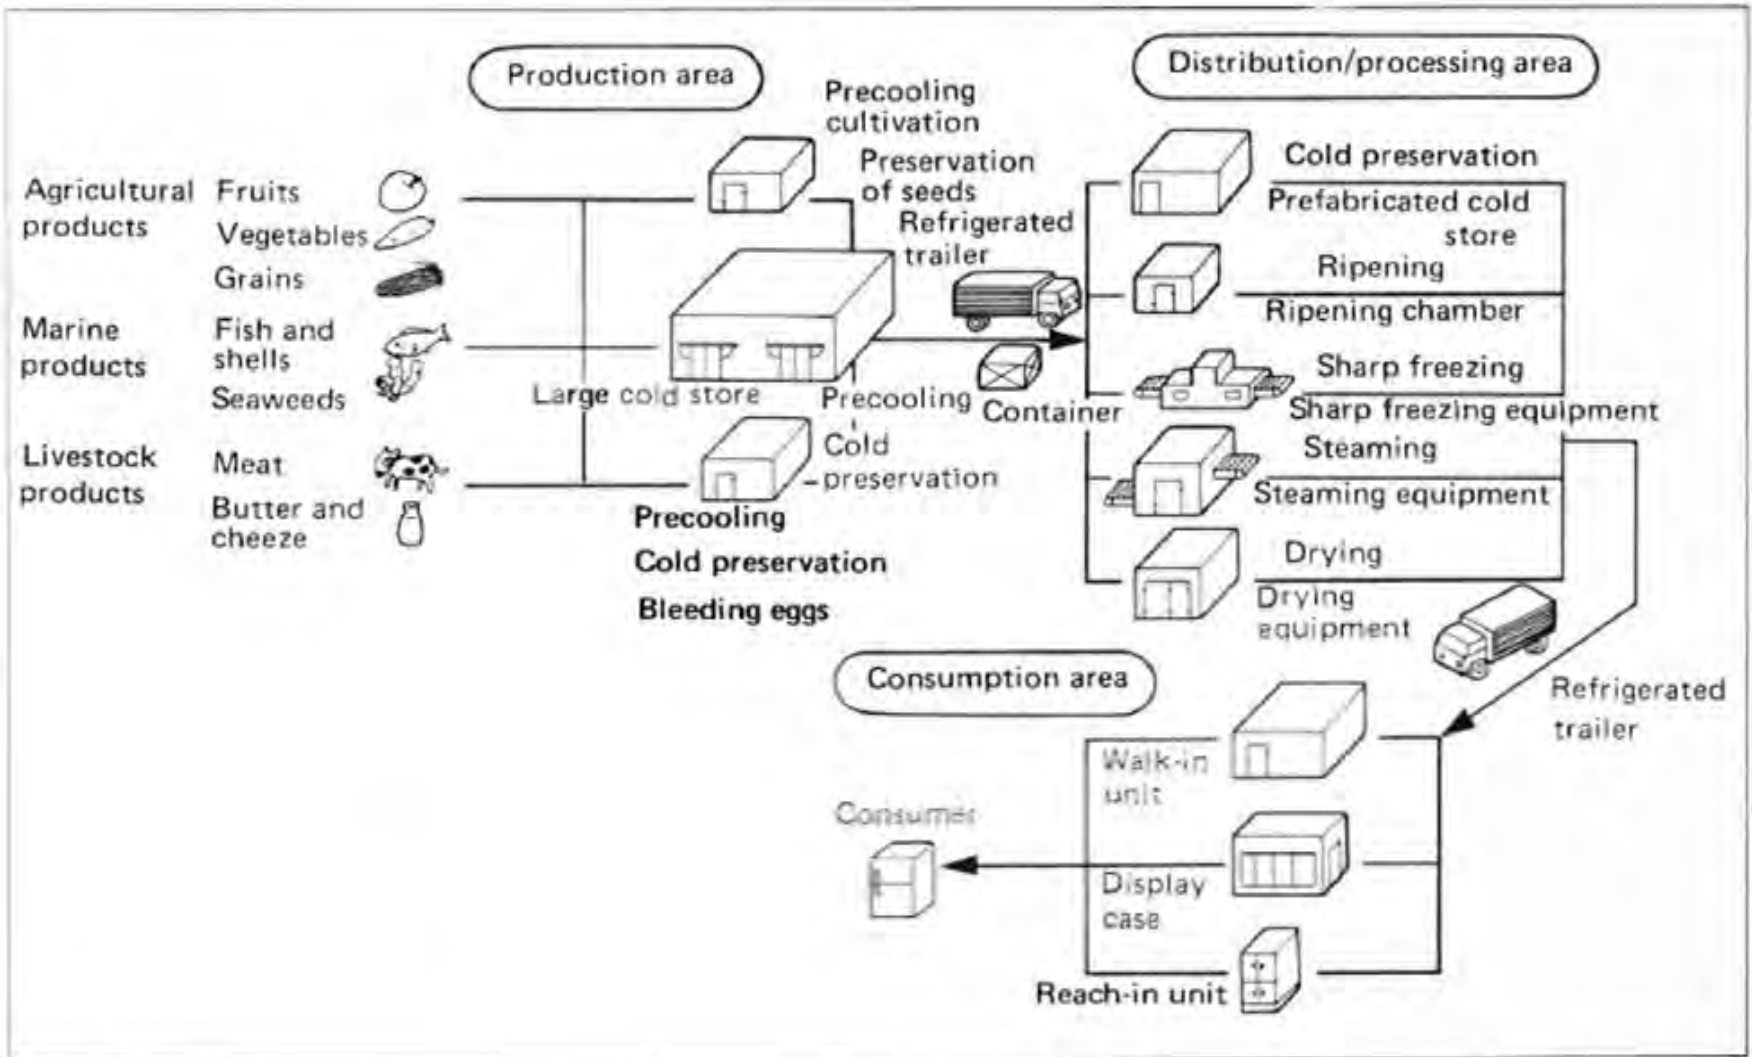 Production area
Distribution/processing area
Precooling
cultivation
Preservation
of seeds
Refrigerated
trailer
Agricultural
products
Fruits
Vegetables
Grains
Marine
products
Fish and
shells
Seaweeds
Livestock
products
Meat
Butter and
cheeze
Large cold store
Precooling
Cold
preservation
Container
Precooling
Cold preservation
Bleeding eggs
Cold preservation
Prefabricated cold
store
Ripening
Ripening chamber
Sharp freezing
Sharp freezing equipment
Steaming
Steaming equipment
Drying
Drying
equipment
Refrigerated
trailer
Consumption area
Walk-in
unit
Consumer
Display
case
Reach-in unit